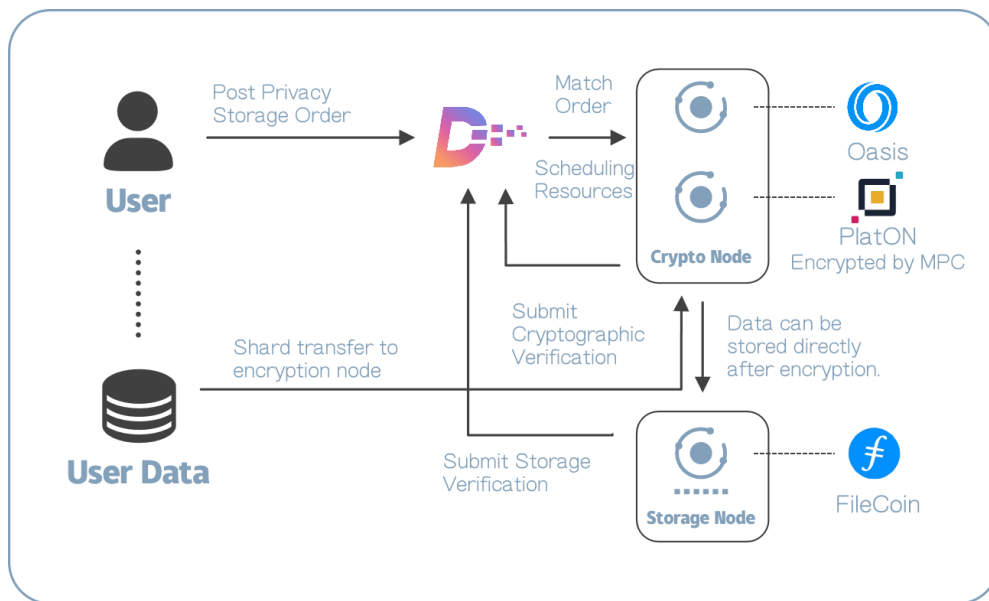 Post Privacy
Storage Order
Match
Order
Scheduling
Resources
User
Oasis
PlatON
Encrypted by MPC
Crypto Node
Submit
Cryptographic
Verification
Data can be
stored directly
after encryption.
Shard transfer to
encryption node
User Data
Submit Storage
Verification
Storage Node
FileCoin